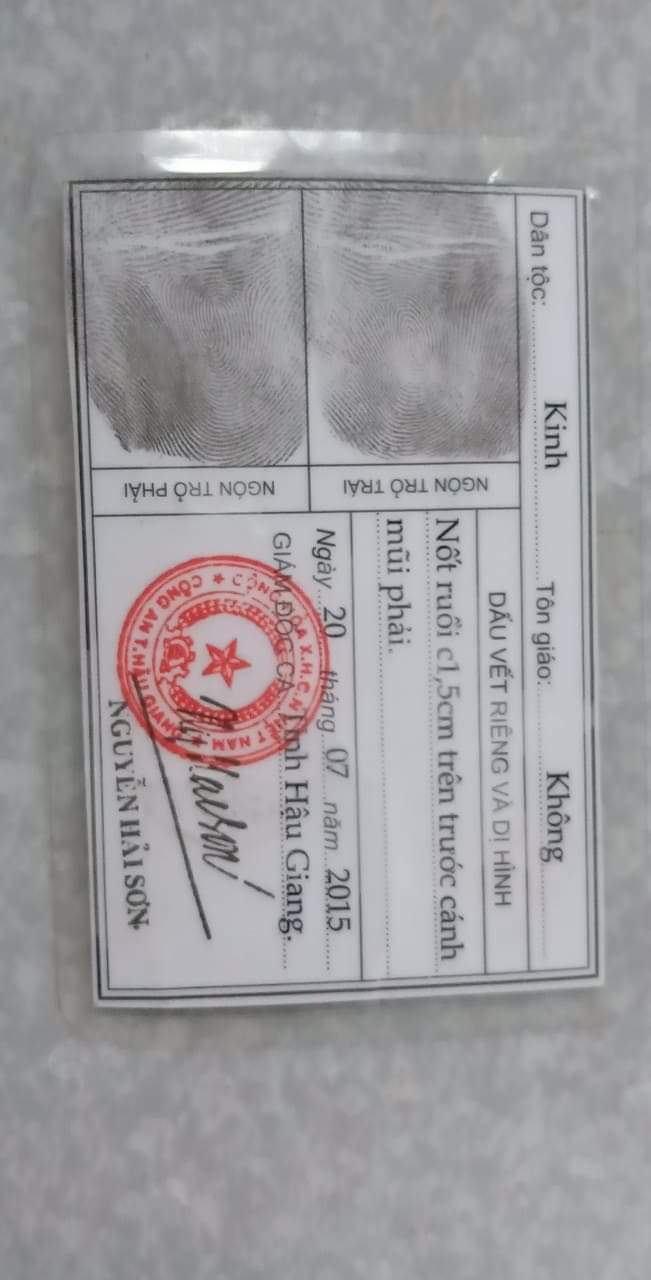 Dân tộc: Kinh Tôn giáo: Không
NGÓN TRỎ TRÁI
DẤU VẾT RIÊNG VÀ DỊ HÌNH
Nốt ruồi c1,5cm trên trước cánh
mũi phải.
NGÓN TRỎ PHẢI
Ngày 20 tháng 07 năm 2015
GIÁM ĐỐC CA Tỉnh Hậu Giang.
CỘNG HÒA X.H.C.N VIỆT NAM
CÔNG AN T. HẬU GIANG
NGUYỄN HẢI SƠN